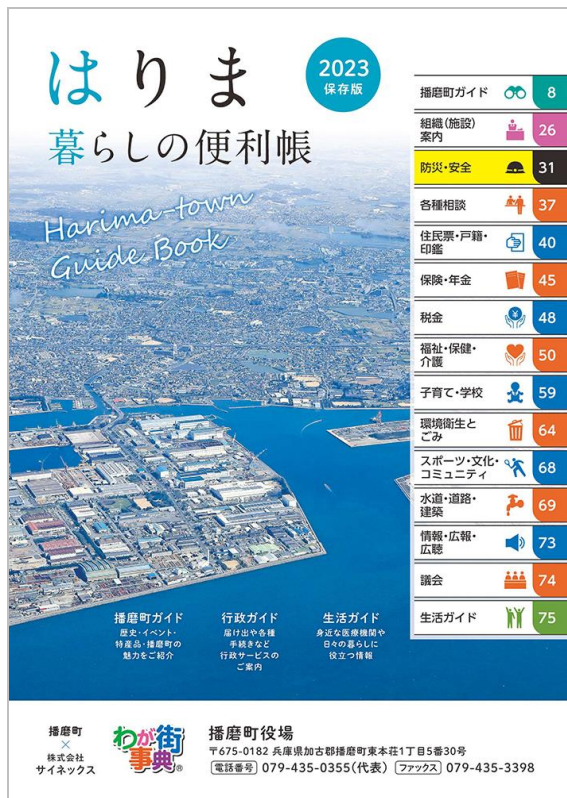 はりま
2023
保存版
暮らしの便利帳
Harima-town
Guide Book
播磨町ガイド 8
組織(施設)
案内 26
防災・安全 31
各種相談 37
住民票・戸籍・
印鑑 40
保険・年金 45
税金 48
福祉・保健・
介護 50
子育て・学校 59
環境衛生と
ごみ 64
スポーツ・文化・
コミュニティ 68
水道・道路・
建築 69
情報・広報・
広聴 73
議会 74
生活ガイド 75
播磨町ガイド
歴史・イベント・
特産品・播磨町の
魅力をご紹介
行政ガイド
届け出や各種
手続きなど
行政サービスの
ご案内
生活ガイド
身近な医療機関や
日々の暮らしに
役立つ情報
播磨町
×
株式会社
サイネックス
わが街
事典®
播磨町役場
〒675-0182 兵庫県加古郡播磨町東本荘1丁目5番30号
電話番号 079-435-0355(代表) ファックス 079-435-3398